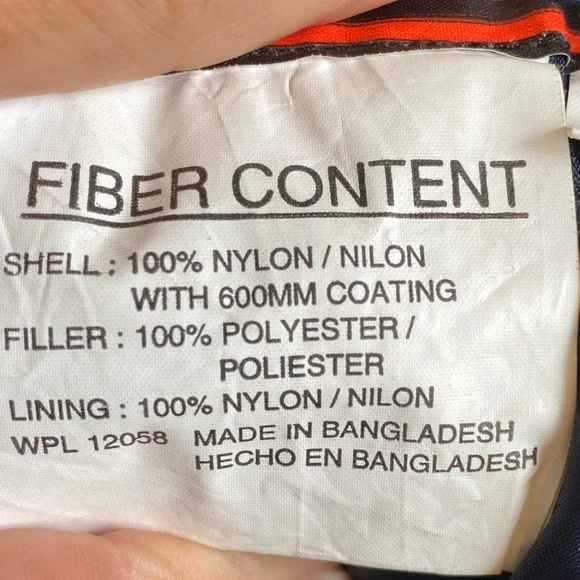 FIBER CONTENT
SHELL : 100% NYLON / NILON
WITH 600MM COATING
FILLER : 100% POLYESTER /
POLIESTER
LINING : 100% NYLON / NILON
WPL 12058 MADE IN BANGLADESH
HECHO EN BANGLADESH